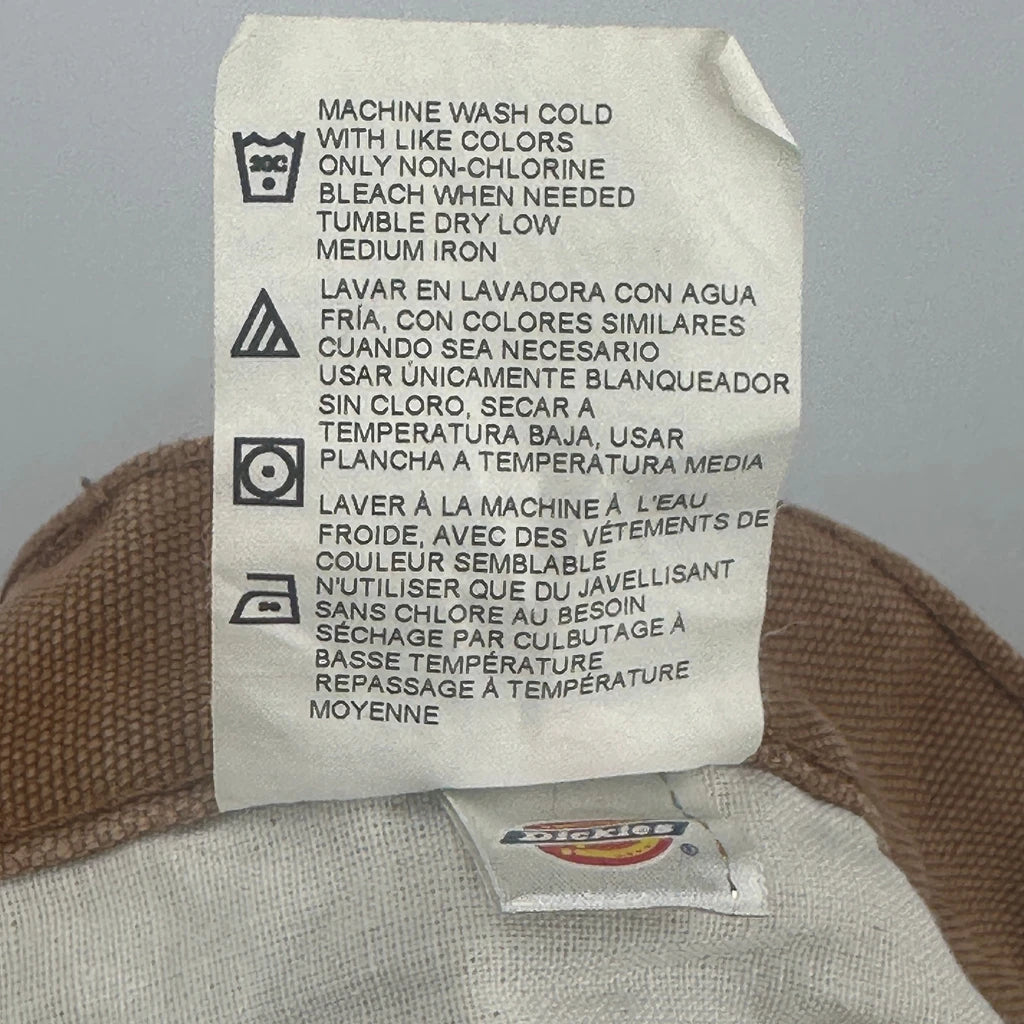 MACHINE WASH COLD
WITH LIKE COLORS
ONLY NON-CHLORINE
BLEACH WHEN NEEDED
TUMBLE DRY LOW
MEDIUM IRON
30C
LAVAR EN LAVADORA CON AGUA
FRÍA, CON COLORES SIMILARES
CUANDO SEA NECESARIO
USAR ÚNICAMENTE BLANQUEADOR
SIN CLORO, SECAR A
TEMPERATURA BAJA, USAR
PLANCHA A TEMPERATURA MEDIA
LAVER À LA MACHINE À L'EAU
FROIDE, AVEC DES VÉTEMENTS DE
COULEUR SEMBLABLE
N'UTILISER QUE DU JAVELLISANT
SANS CHLORE AU BESOIN
SÉCHAGE PAR CULBUTAGE À
BASSE TEMPÉRATURE
REPASSAGE À TEMPÉRATURE
MOYENNE
Dickies ®